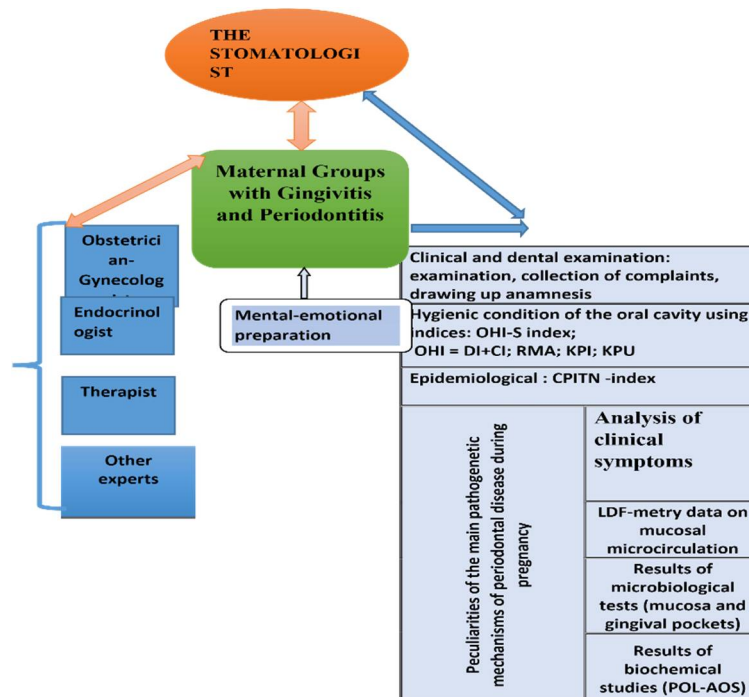 THE
STOMATOLOGI
ST
Maternal Groups
with Gingivitis
and Periodontitis
Obstetrici
an-
Gynecolog
Endocrinol
ogist
Therapist
Other
experts
Mental-emotional
preparation
Clinical and dental examination:
examination, collection of complaints,
drawing up anamnesis
Hygienic condition of the oral cavity using
indices: OHI-S index;
OHI = DI+CI; RMA; KPI; KPU
Epidemiological : CPITN -index
Peculiarities of the main pathogenetic
mechanisms of periodontal disease during
pregnancy
Analysis of
clinical
symptoms
LDF-metry data on
mucosal
microcirculation
Results of
microbiological
tests (mucosa and
gingival pockets)
Results of
biochemical
studies (POL-AOS)